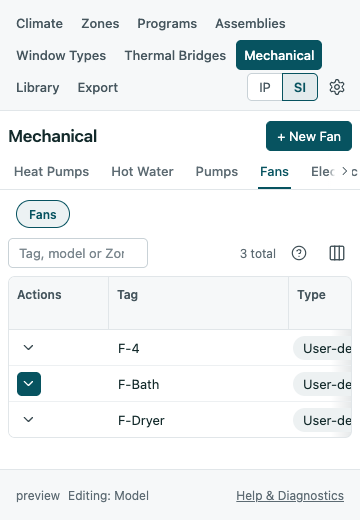 Climate Zones Programs Assemblies
Window Types Thermal Bridges Mechanical
Library Export IP SI
Mechanical + New Fan
Heat Pumps Hot Water Pumps Fans
Fans
Tag, model or Zor 3 total ?
Actions Tag Type
F-4 User-de
F-Bath User-de
F-Dryer User-de
preview Editing: Model Help & Diagnostics